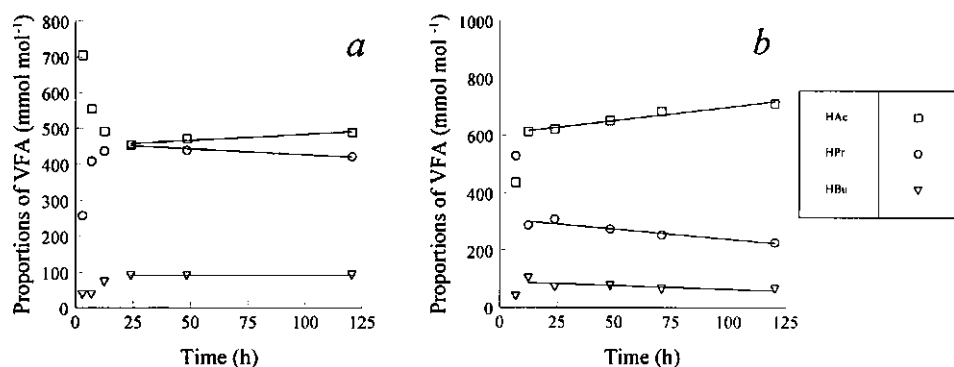 a
Proportions of VFA (mmol mol⁻¹)
800
700
600
500
400
300
200
100
0
0 25 50 75 100 125
Time (h)
b
Proportions of VFA (mmol mol⁻¹)
1000
800
600
400
200
0
0 25 50 75 100 125
Time (h)
HAc
HPr
HBu